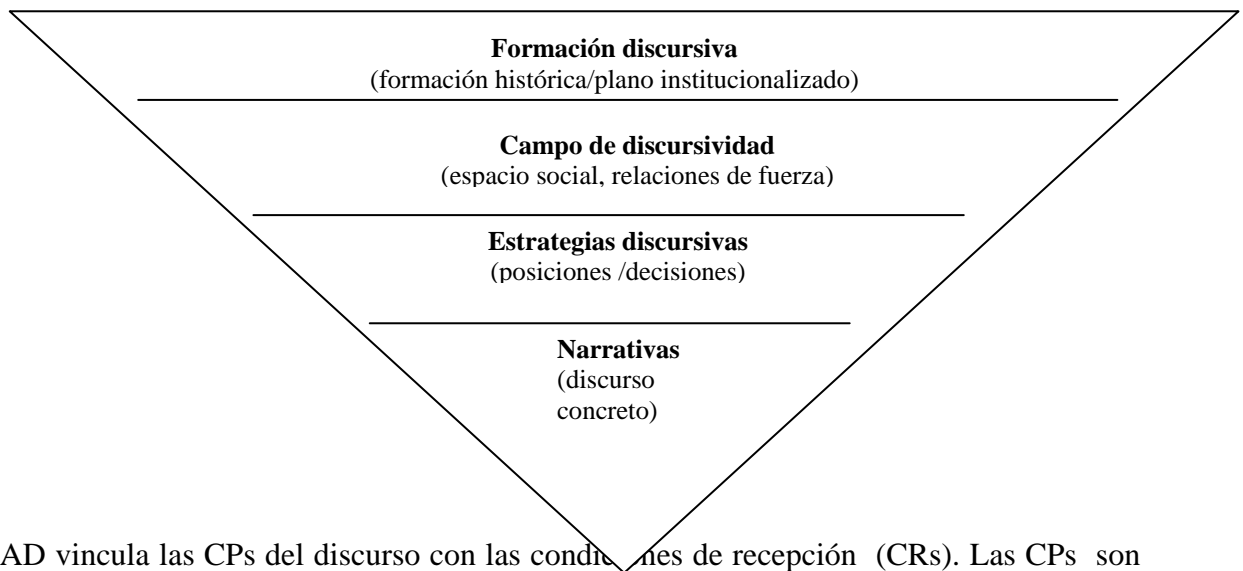 Formación discursiva
(formación histórica/plano institucionalizado)
Campo de discursividad
(espacio social, relaciones de fuerza)
Estrategias discursivas
(posiciones /decisiones)
Narrativas
(discurso
concreto)
AD vincula las CPs del discurso con las condiciones de recepción (CRs). Las CPs son